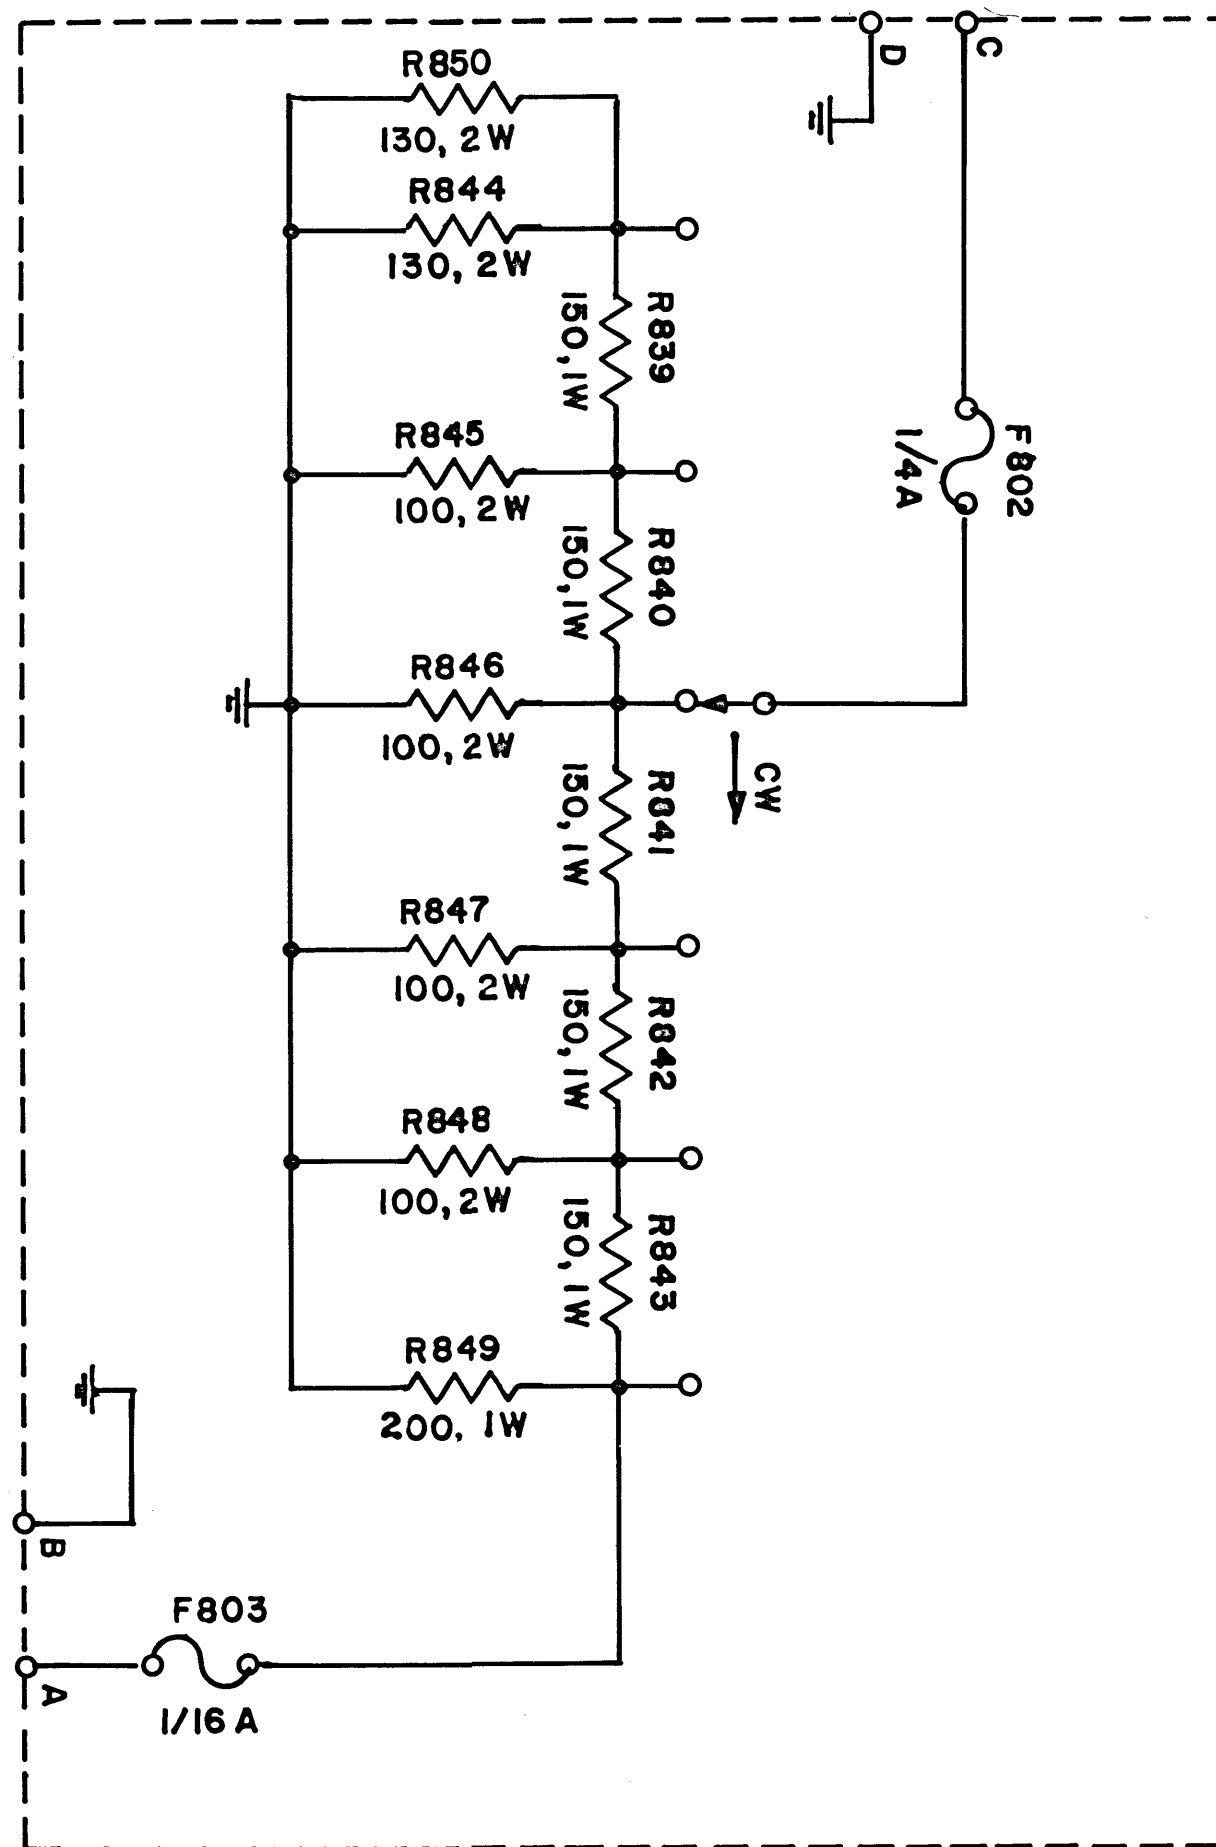 C
D
R850
130, 2W
R844
130, 2W
R839
150, 1W
F802
1/4A
R845
100, 2W
R840
150, 1W
R846
100, 2W
CW
R841
150, 1W
R847
100, 2W
R842
150, 1W
R848
100, 2W
R843
150, 1W
R849
200, 1W
B
F803
A
1/16A